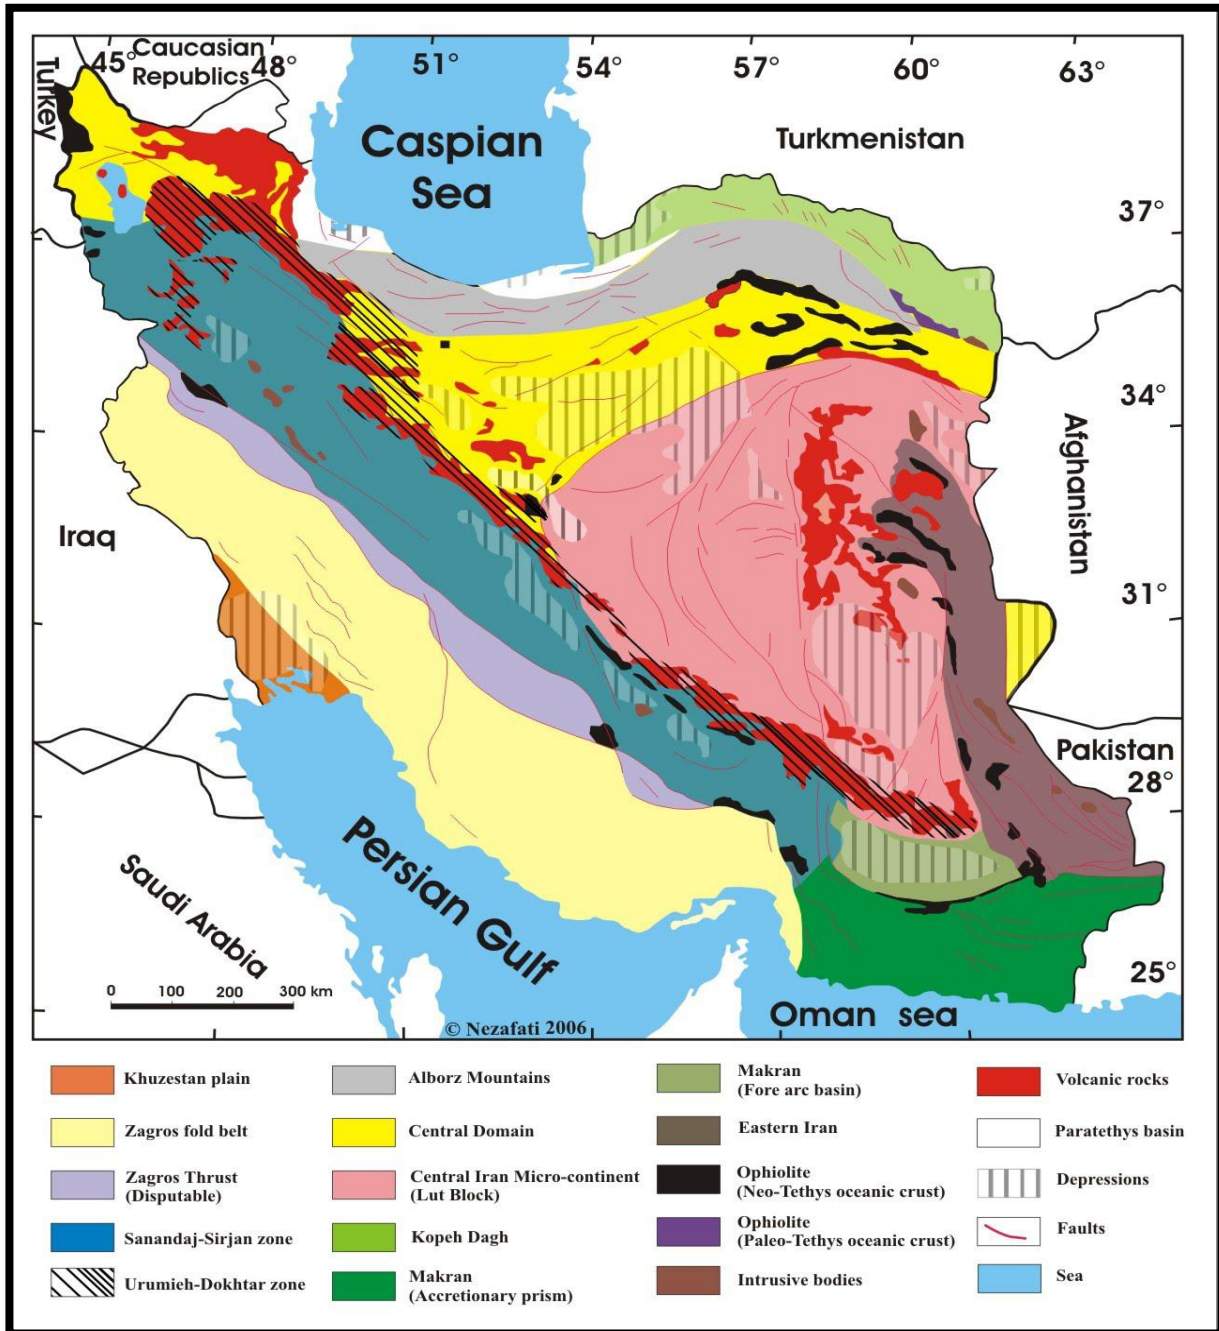 45°
Caucasian
Republics
48°
51°
54°
57°
60°
63°
Turkey
Caspian
Sea
Turkmenistan
37°
34°
Afghanistan
Iraq
31°
Pakistan
28°
Persian Gulf
Saudi Arabia
25°
0 100 200 300 km
Oman sea
© Nezafati 2006
Khuzestan plain
Zagros fold belt
Zagros Thrust
(Disputable)
Sanandaj-Sirjan zone
Urumieh-Dokhtar zone
Alborz Mountains
Central Domain
Central Iran Micro-continent
(Lut Block)
Kopeh Dagh
Makran
(Accretionary prism)
Makran
(Fore arc basin)
Eastern Iran
Ophiolite
(Neo-Tethys oceanic crust)
Ophiolite
(Paleo-Tethys oceanic crust)
Intrusive bodies
Volcanic rocks
Paratethys basin
Depressions
Faults
Sea